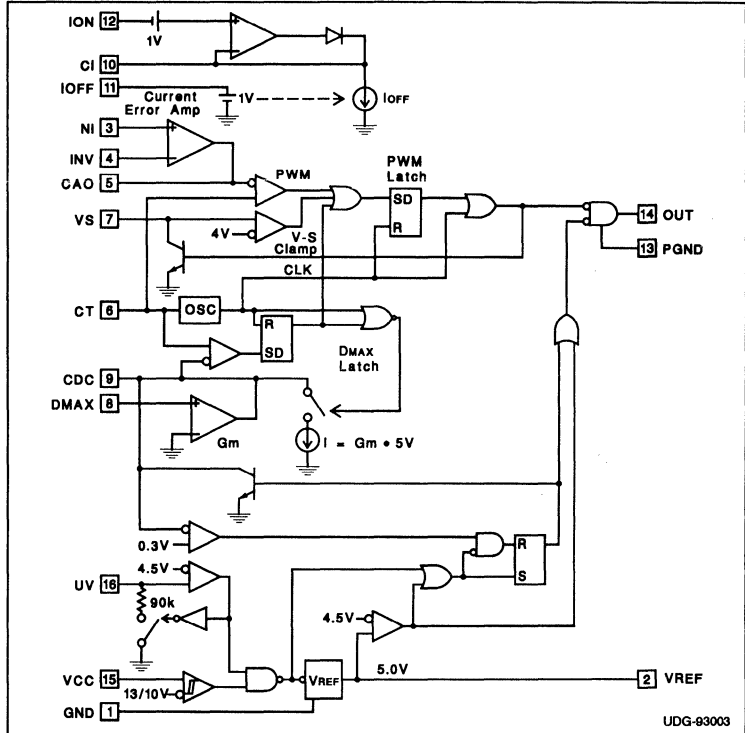 ION 12
1V
CI 10
IOFF 11
1V
IOFF
Current
Error Amp
NI 3
INV 4
CAO 5
PWM
PWM
Latch
SD
R
VS 7
4V
V-S
Clamp
CLK
14 OUT
13 PGND
CT 6
OSC
R
SD
DMAX
Latch
CDC 9
DMAX 8
Gm
I = Gm • 5V
0.3V
R
S
4.5V
UV 16
90k
4.5V
VCC 15
13/10V
VREF
5.0V
2 VREF
GND 1
UDG-93003